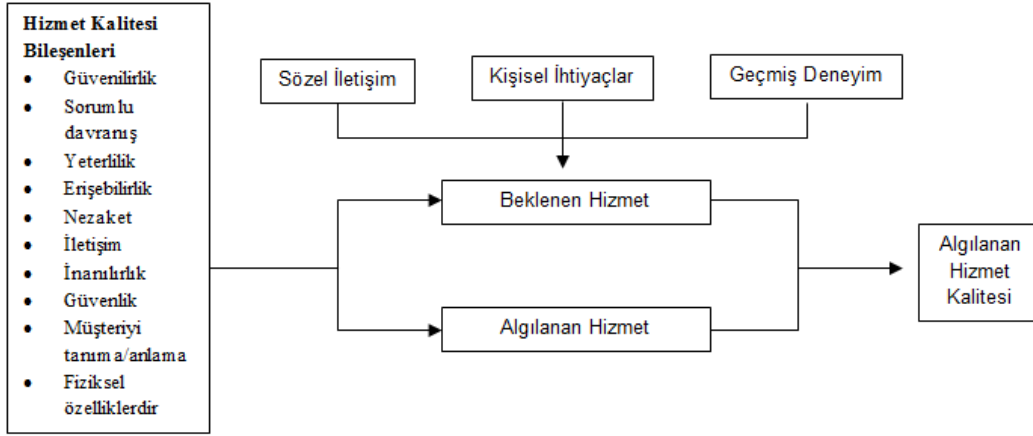 Hizmet Kalitesi
Bileşenleri
• Güvenilirlik
• Sorumlu
davranış
• Yeterlilik
• Erişebilirlik
• Nezaket
• İletişim
• İnanılırlık
• Güvenlik
• Müşteriyi
tanıma/anlama
• Fiziksel
özelliklerdir
Sözel İletişim
Kişisel İhtiyaçlar
Geçmiş Deneyim
Beklenen Hizmet
Algılanan Hizmet
Algılanan
Hizmet
Kalitesi